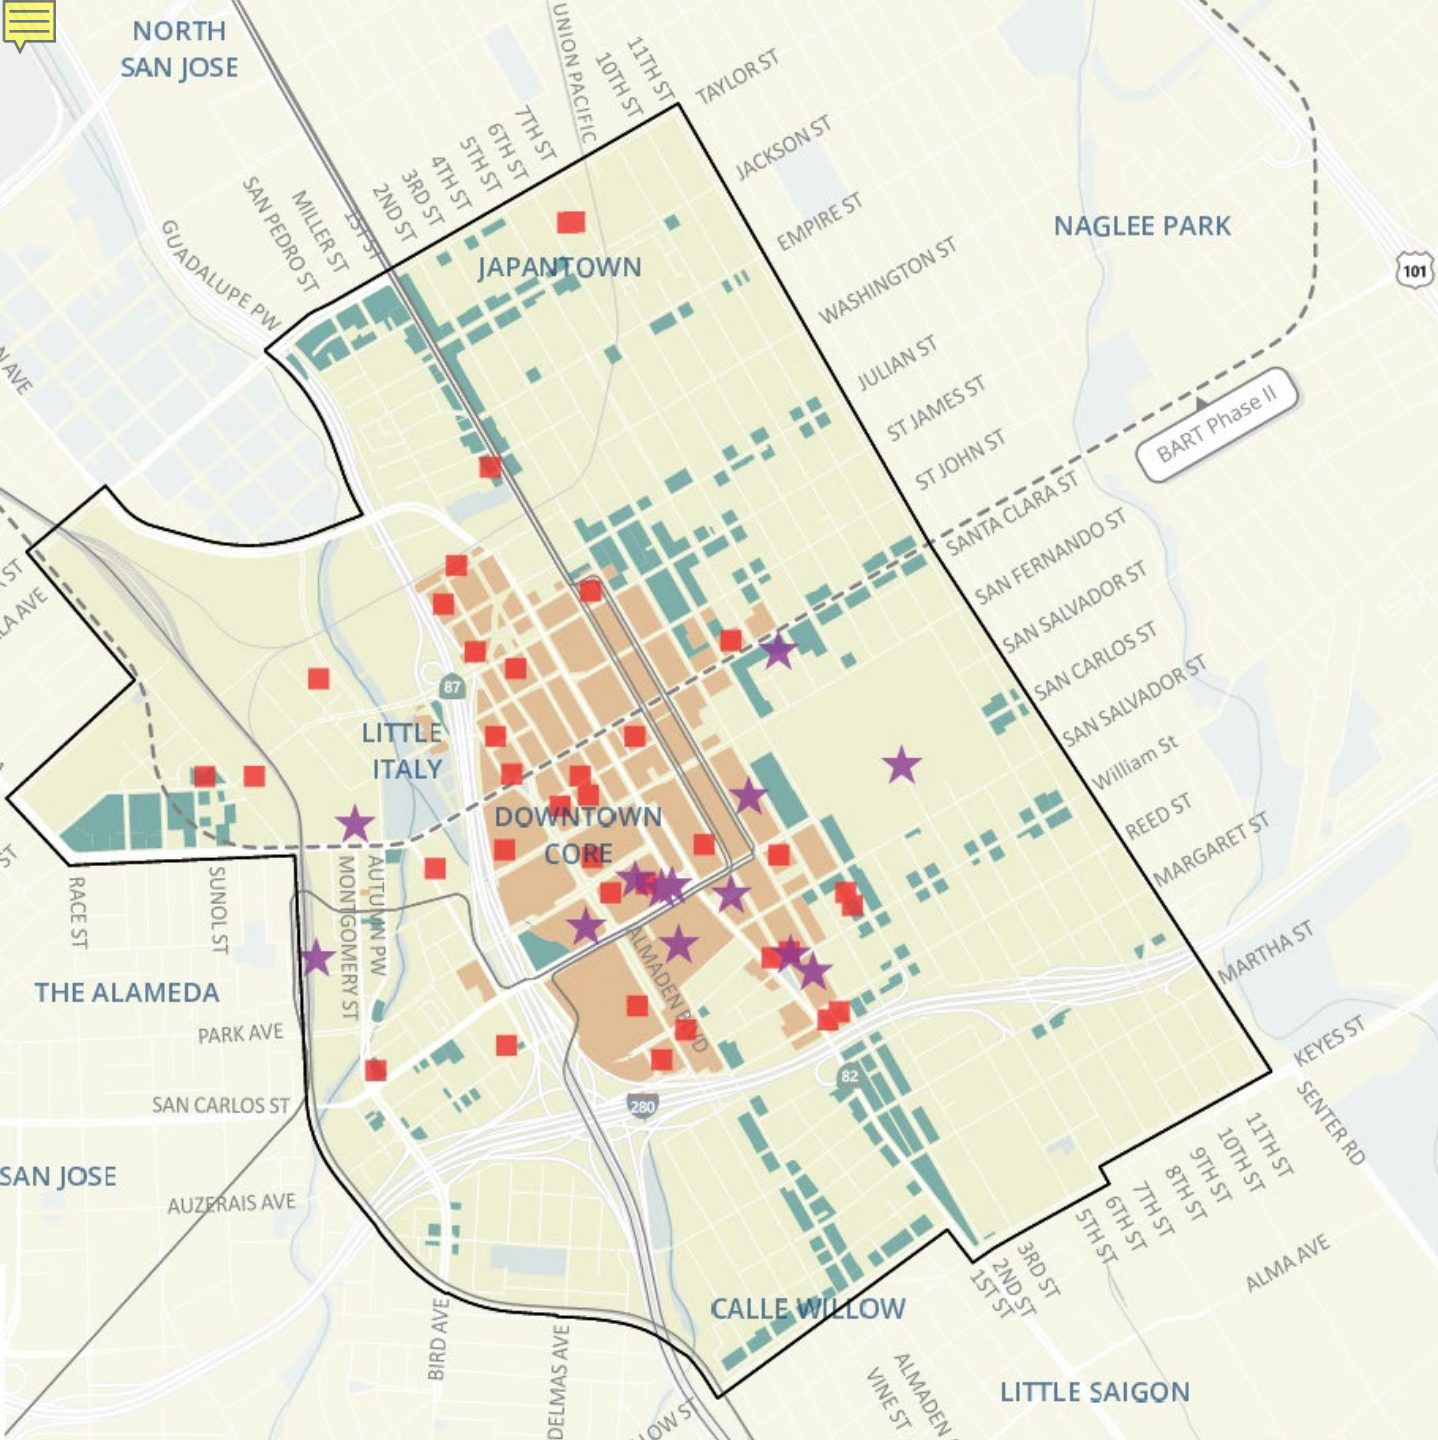 NORTH
SAN JOSE
UNION PACIFIC
11TH ST
10TH ST
TAYLOR ST
7TH ST
6TH ST
5TH ST
4TH ST
3RD ST
2ND ST
1ST ST
MILLER ST
SAN PEDRO ST
GUADALUPE PW
JACKSON ST
EMPIRE ST
NAGLEE PARK
WASHINGTON ST
101
JAPANTOWN
N AVE
JULIAN ST
ST JAMES ST
BART Phase II
ST JOHN ST
SANTA CLARA ST
SAN FERNANDO ST
SAN SALVADOR ST
SAN CARLOS ST
SAN SALVADOR ST
William St
REED ST
MARGARET ST
ST
LA AVE
87
LITTLE
ITALY
DOWNTOWN
CORE
ST
RACE ST
SUNOL ST
MONTGOMERY ST
AUTUMN PW
ALMADEN BLVD
MARTHA ST
THE ALAMEDA
PARK AVE
KEYES ST
82
280
SAN CARLOS ST
SENTER RD
11TH ST
10TH ST
9TH ST
8TH ST
7TH ST
6TH ST
5TH ST
SAN JOSE
AUZERAIS AVE
3RD ST
2ND ST
1ST ST
ALMA AVE
CALLE WILLOW
BIRD AVE
DELMAS AVE
ALMADEN
VINE ST
LOW ST
LITTLE SAIGON